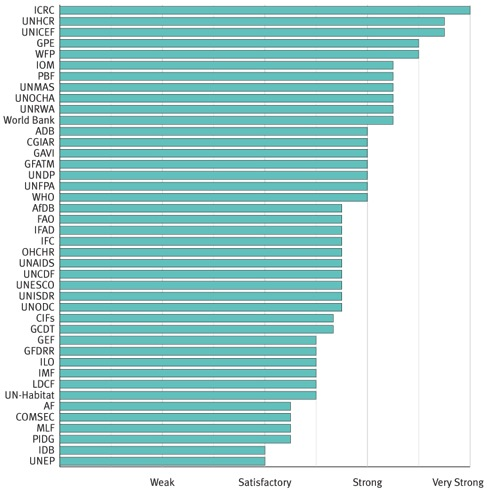 ICRC
UNHCR
UNICEF
GPE
WFP
IOM
PBF
UNMAS
UNOCHA
UNRWA
World Bank
ADB
CGIAR
GAVI
GFATM
UNDP
UNFPA
WHO
AfDB
FAO
IFAD
IFC
OHCHR
UNAIDS
UNCDF
UNESCO
UNISDR
UNODC
CIFs
GCDT
GEF
GFDRR
ILO
IMF
LDCF
UN-Habitat
AF
COMSEC
MLF
PIDG
IDB
UNEP
Weak Satisfactory Strong Very Strong